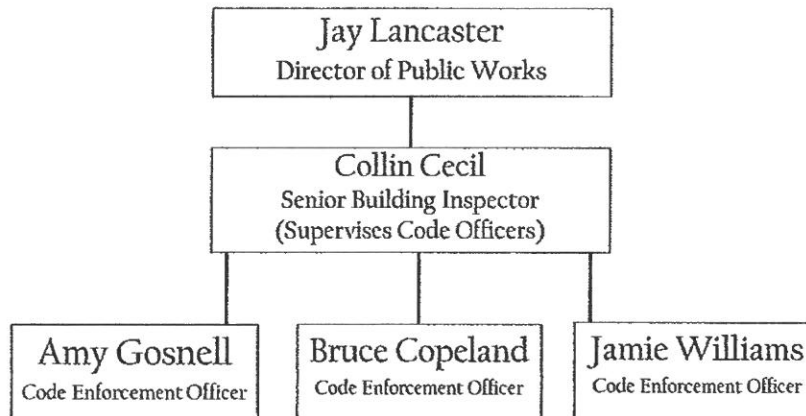 Jay Lancaster
Director of Public Works
Collin Cecil
Senior Building Inspector
(Supervises Code Officers)
Amy Gosnell
Code Enforcement Officer
Bruce Copeland
Code Enforcement Officer
Jamie Williams
Code Enforcement Officer